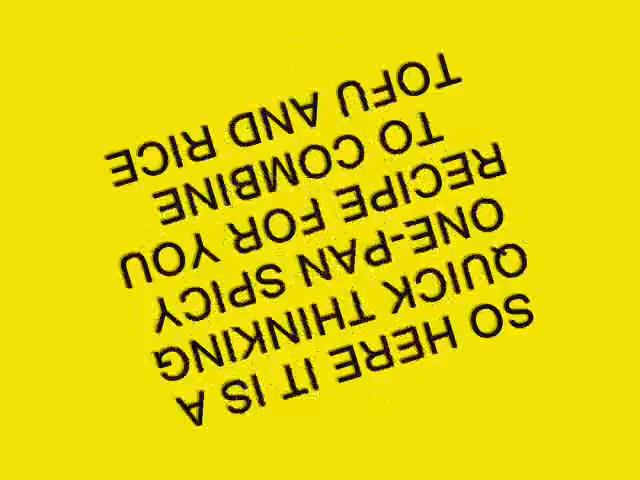 SO HERE IT IS A
QUICK THINKING
ONE-PAN SPICY
RECIPE FOR YOU
TO COMBINE
TOFU AND RICE